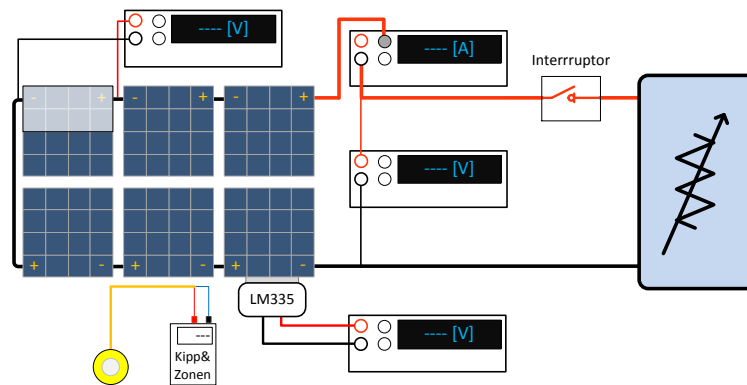 ---- [V]
---- [A]
Interrruptor
- + - + - +
---- [V]
+ - + - + -
LM335
---
Kipp&
Zonen
---- [V]